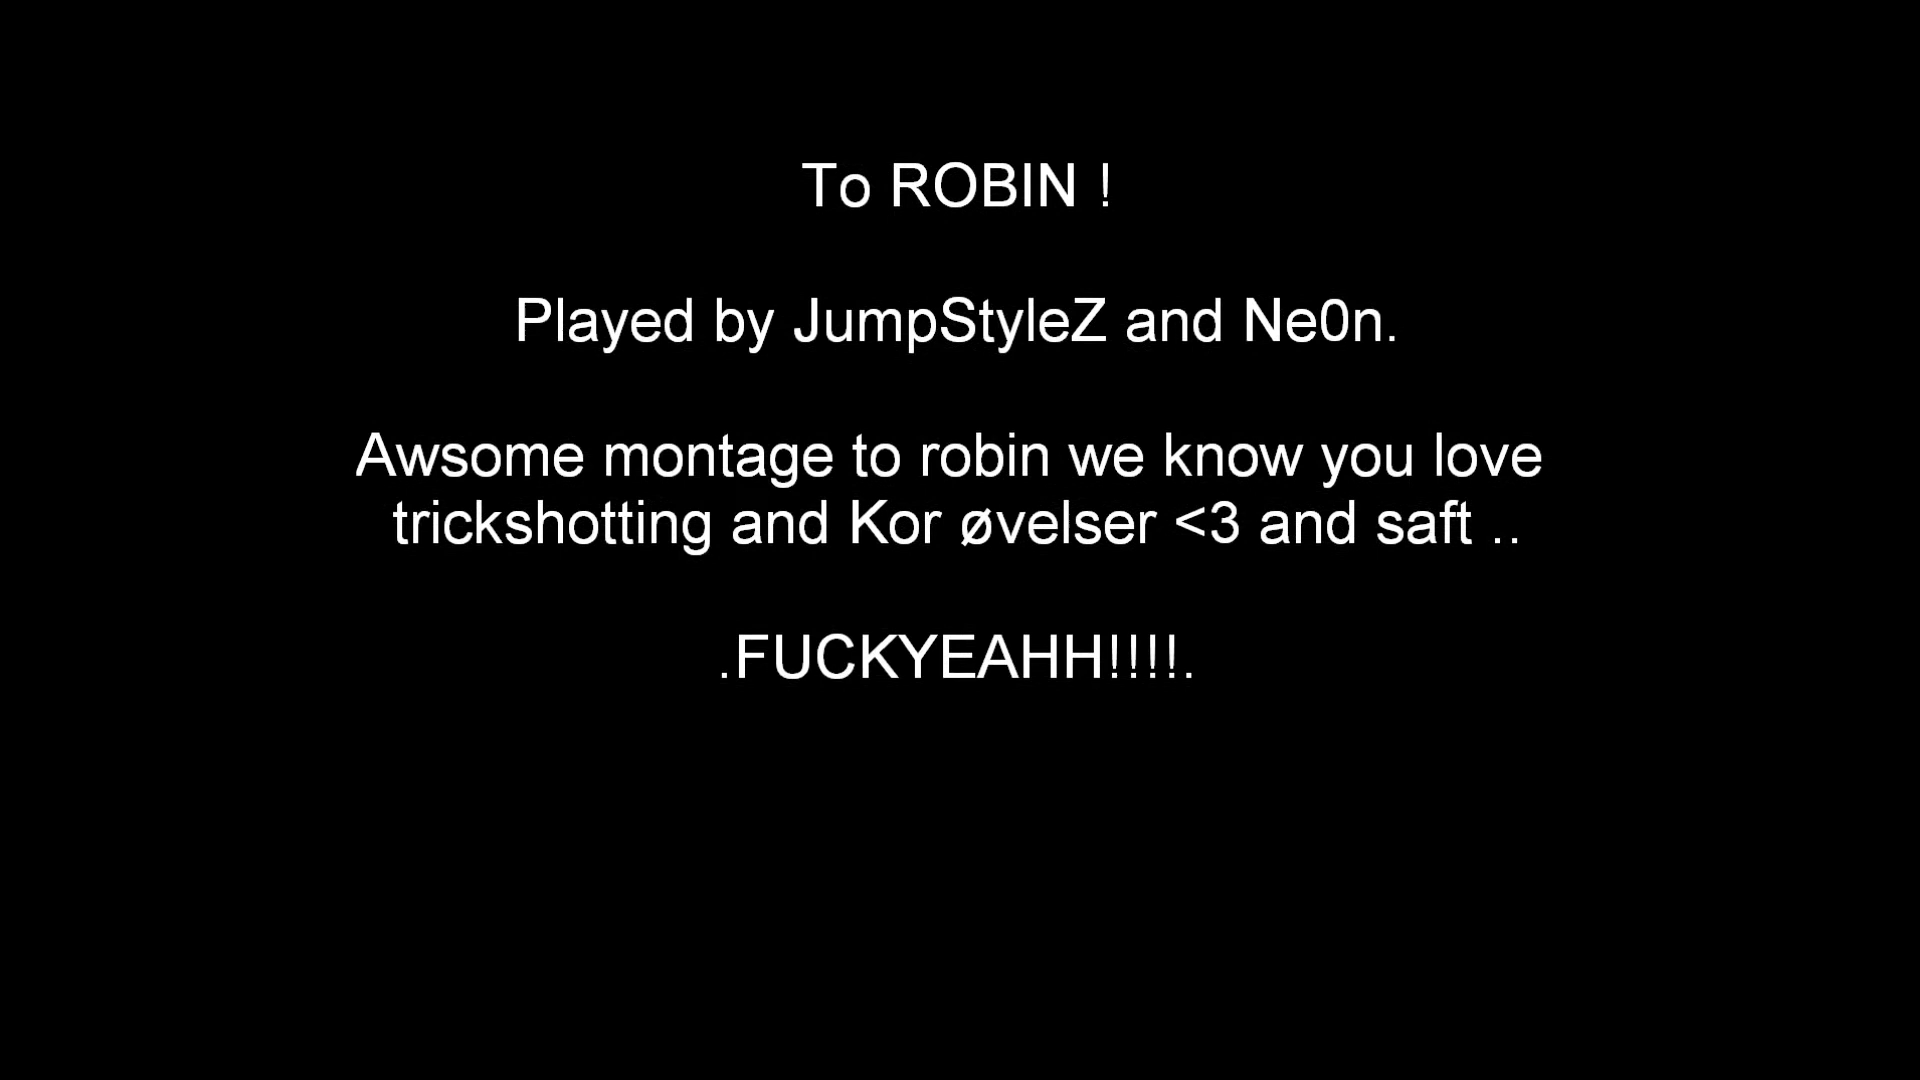 To ROBIN !
Played by JumpStyleZ and Ne0n.
Awsome montage to robin we know you love
trickshotting and Kor øvelser <3 and saft ..
.FUCKYEAHH!!!!.